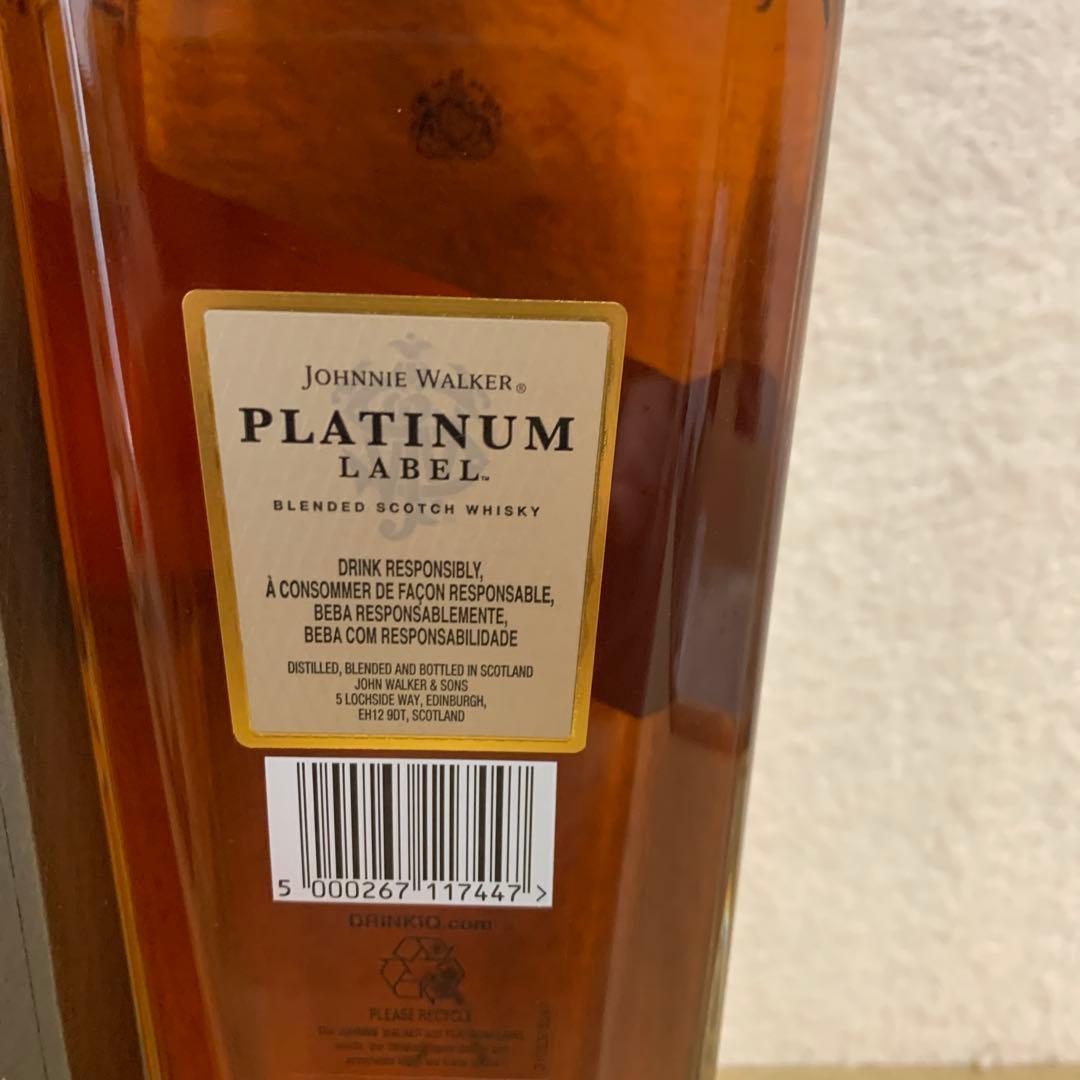 JOHNNIE WALKER®
PLATINUM
LABEL™
BLENDED SCOTCH WHISKY
DRINK RESPONSIBLY,
À CONSOMMER DE FAÇON RESPONSABLE,
BEBA RESPONSABLEMENTE,
BEBA COM RESPONSABILIDADE
DISTILLED, BLENDED AND BOTTLED IN SCOTLAND
JOHN WALKER & SONS
5 LOCHSIDE WAY, EDINBURGH,
EH12 9DT, SCOTLAND
5 000267 117447 >
DRINKiQ.com
PLEASE RECYCLE